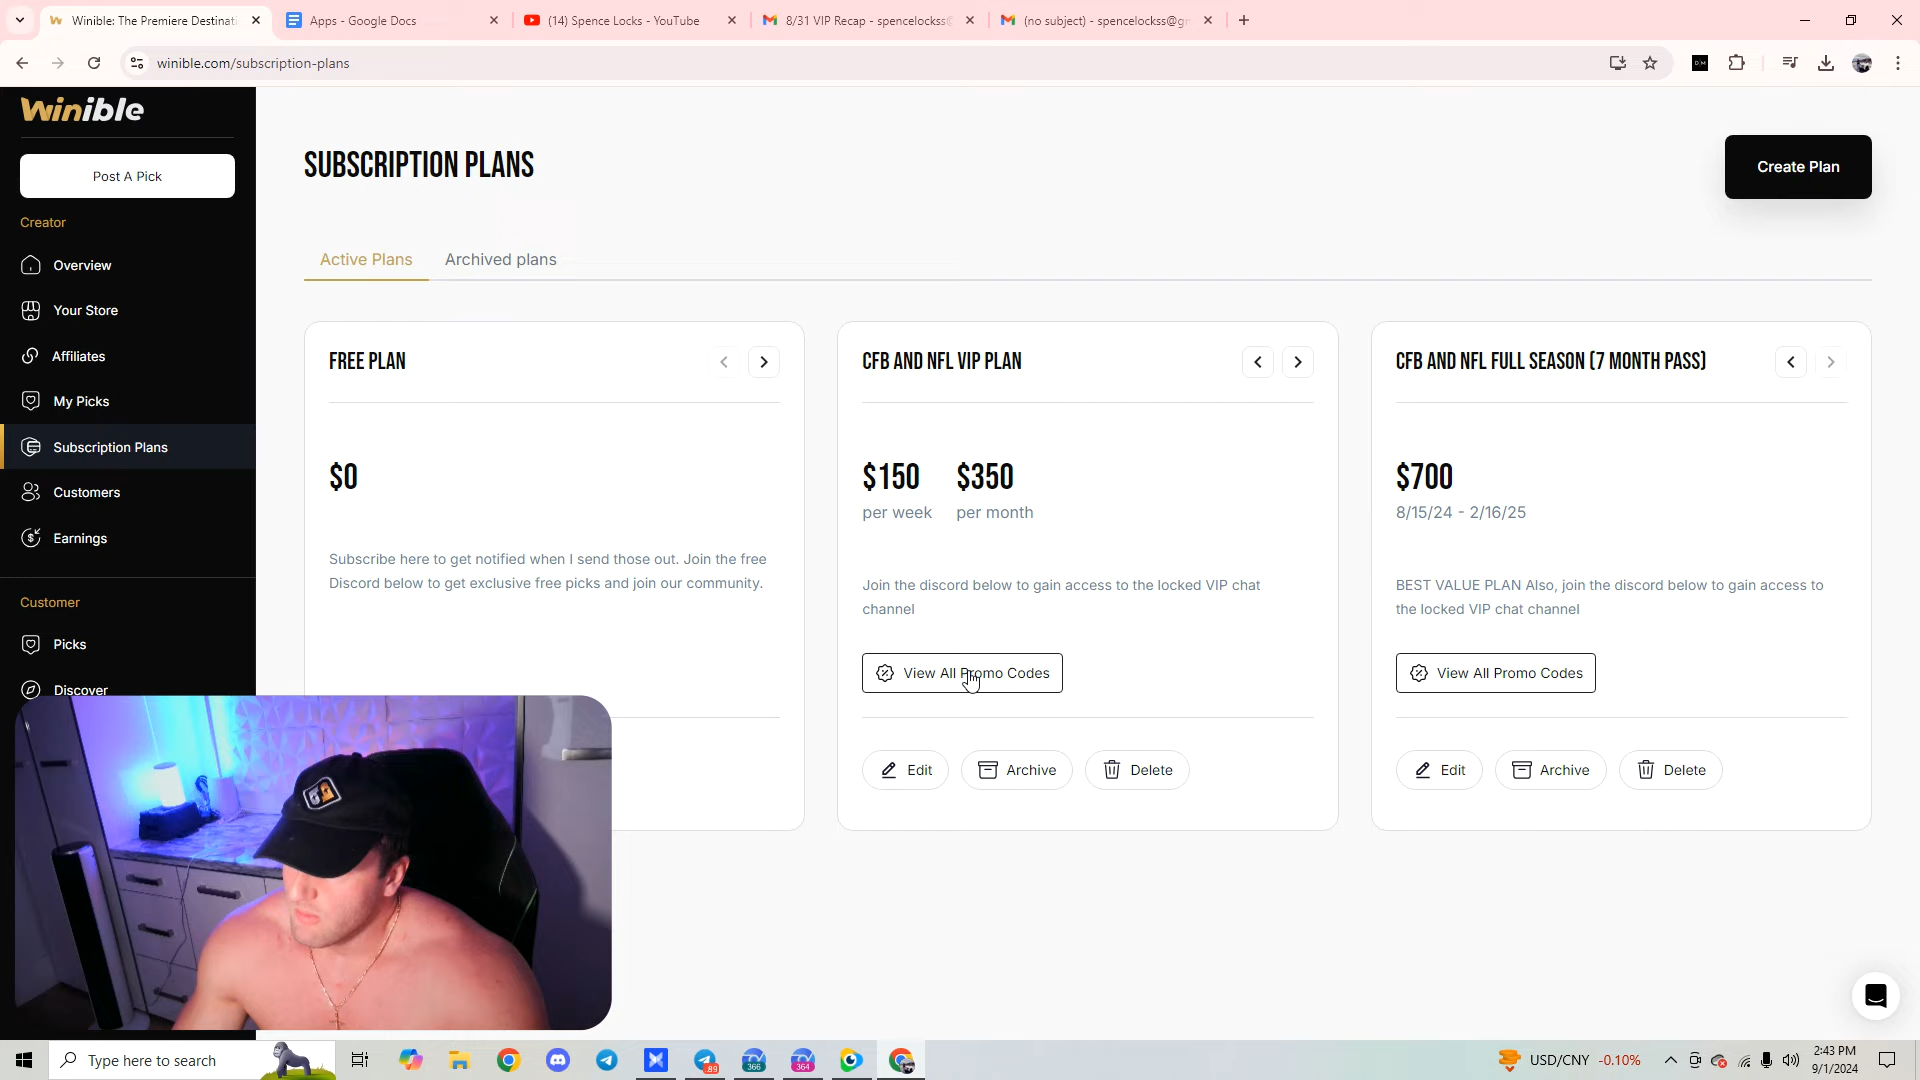 Winible: The Premiere Destinati
Apps - Google Docs
(14) Spence Locks - YouTube
8/31 VIP Recap - spencelockss@
(no subject) - spencelockss@gm
winible.com/subscription-plans
Winible
Post A Pick
Creator
Overview
Your Store
Affiliates
My Picks
Subscription Plans
Customers
Earnings
Customer
Picks
Discover
SUBSCRIPTION PLANS
Create Plan
Active Plans
Archived plans
FREE PLAN
$0
Subscribe here to get notified when I send those out. Join the free
Discord below to get exclusive free picks and join our community.
CFB AND NFL VIP PLAN
$150 $350
per week per month
Join the discord below to gain access to the locked VIP chat
channel
View All Promo Codes
Edit Archive Delete
CFB AND NFL FULL SEASON (7 MONTH PASS)
$700
8/15/24 - 2/16/25
BEST VALUE PLAN Also, join the discord below to gain access to
the locked VIP chat channel
View All Promo Codes
Edit Archive Delete
Type here to search
89
366
364
USD/CNY -0.10%
2:43 PM
9/1/2024